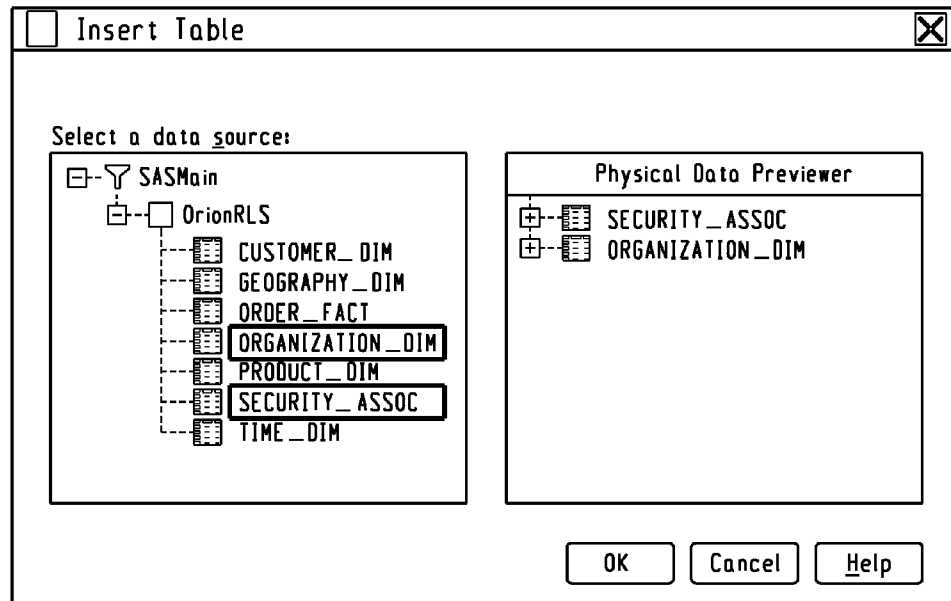 Insert Table
Select a data source:
SASMain
OrionRLS
CUSTOMER_DIM
GEOGRAPHY_DIM
ORDER_FACT
ORGANIZATION_DIM
PRODUCT_DIM
SECURITY_ASSOC
TIME_DIM
Physical Data Previewer
SECURITY_ASSOC
ORGANIZATION_DIM
OK
Cancel
Help